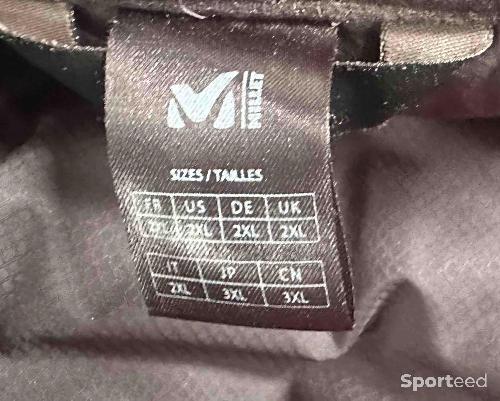 M MILLET
SIZES / TAILLES
FR US DE UK
2XL 2XL 2XL
IT JP CN
2XL 3XL 3XL
Sporteed